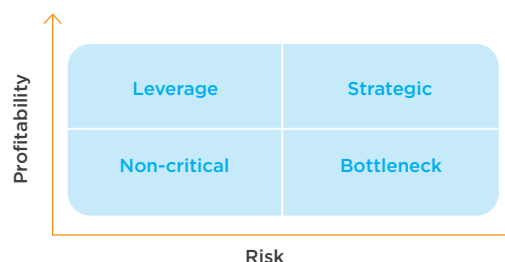 Profitability
Leverage
Strategic
Non-critical
Bottleneck
Risk